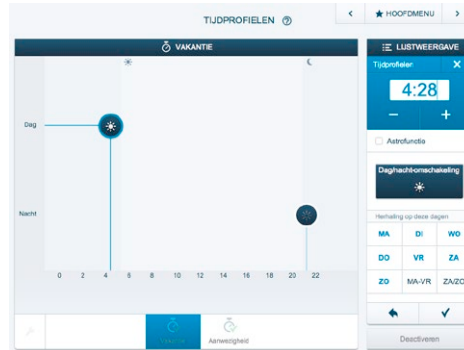 TIJDPROFIELEN
HOOFDMENU
VAKANTIE
LIJSTWEERGAVE
Tijdprofielen
4:28
Astrofunctie
Dag/nacht-omschakeling
Herhaling op deze dagen
MA DI WO
DO VR ZA
ZO MA-VR ZA/ZO
Deactiveren
Dag
Nacht
0 2 4 6 8 10 12 14 16 18 20 22
Vakantie
Aanwezigheid